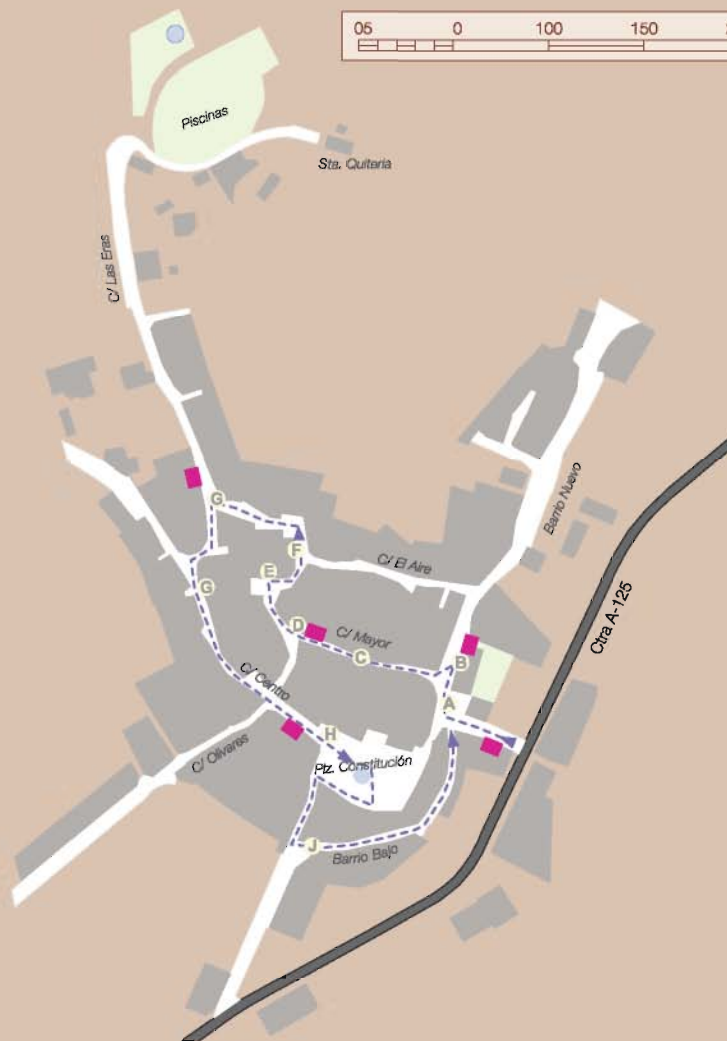 05 0 100 150
Piscinas
Sta. Quiteria
C/ Las Eras
Barrio Nuevo
Ctra A-125
G
F
C/ El Aire
E
G
D
C/ Mayor
C
B
C/ Centro
A
H
C/ Olivares
Plz. Constitución
J
Barrio Bajo